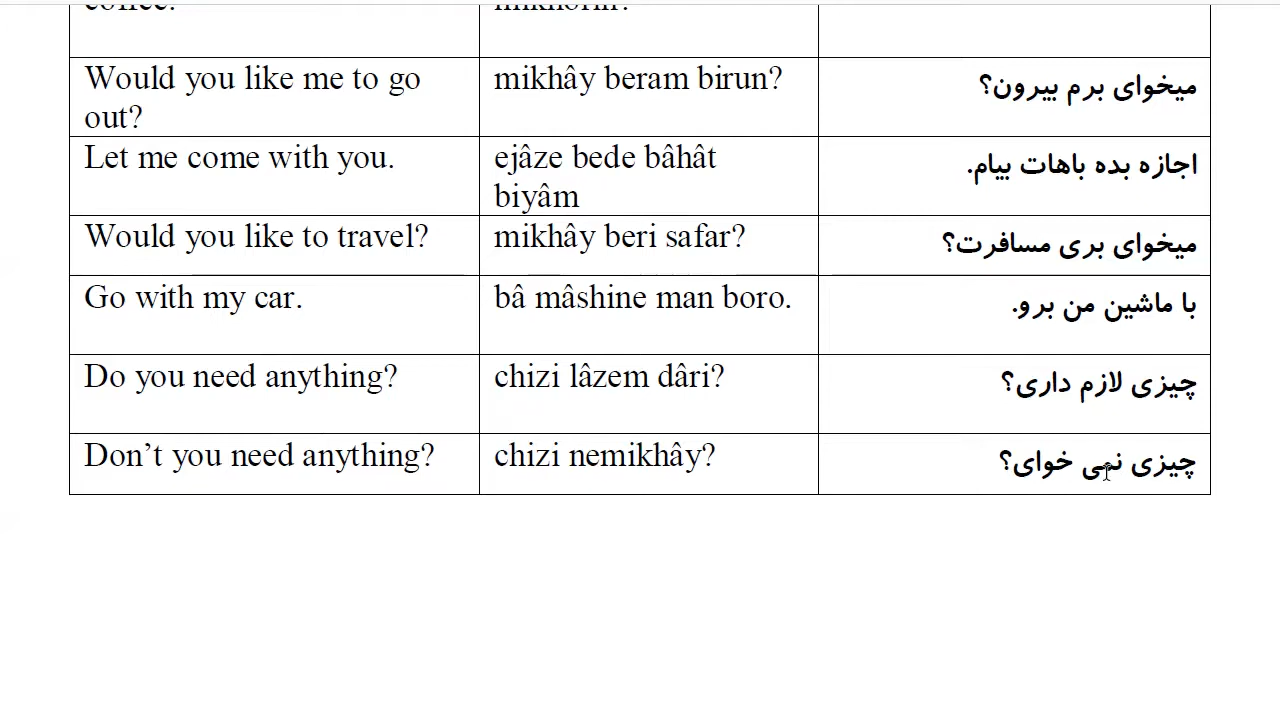 coffee? mikhorin?
Would you like me to go
out?
mikhây beram birun?
میخوای برم بیرون؟
Let me come with you.
ejâze bede bâhât
biyâm
اجازه بده باهات بیام.
Would you like to travel?
mikhây beri safar?
میخوای بری مسافرت؟
Go with my car.
bâ mâshine man boro.
با ماشین من برو.
Do you need anything?
chizi lâzem dâri?
چیزی لازم داری؟
Don’t you need anything?
chizi nemikhây?
چیزی نمی خوای؟